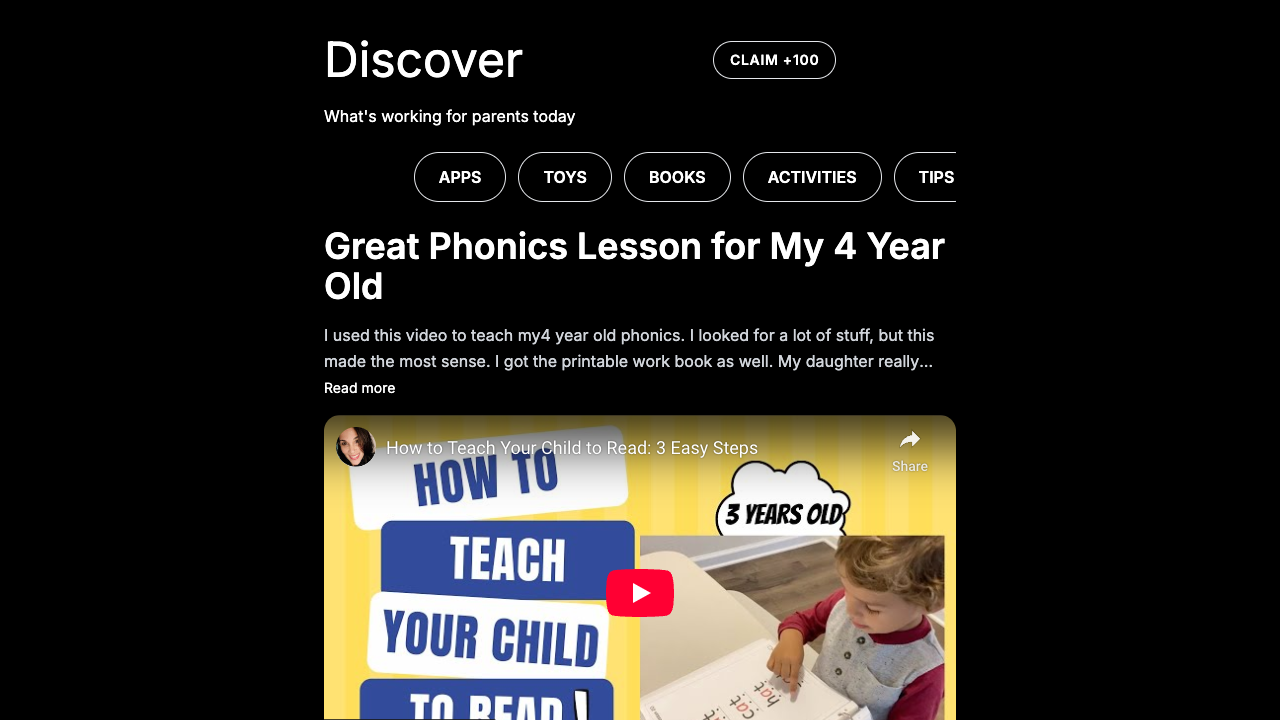 Discover
CLAIM +100
What's working for parents today
APPS
TOYS
BOOKS
ACTIVITIES
TIPS
Great Phonics Lesson for My 4 Year
Old
I used this video to teach my4 year old phonics. I looked for a lot of stuff, but this
made the most sense. I got the printable work book as well. My daughter really...
Read more
How to Teach Your Child to Read: 3 Easy Steps
Share
HOW TO
TEACH
YOUR CHILD
TO READ!
3 YEARS OLD
hat
cat